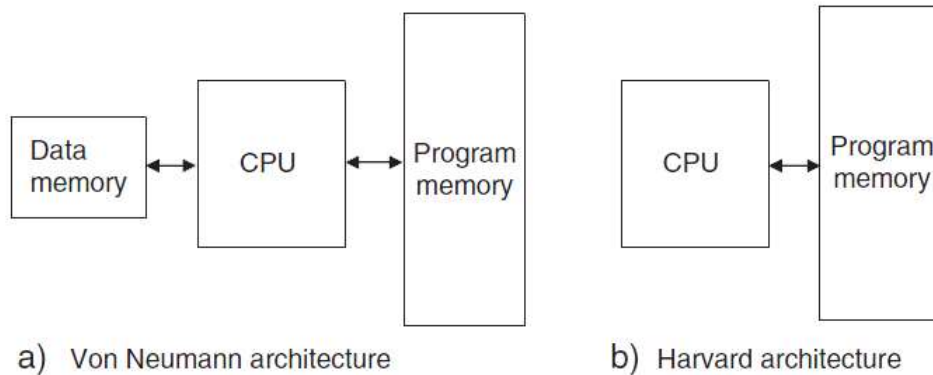 Data
memory
CPU
Program
memory
CPU
Program
memory
a) Von Neumann architecture
b) Harvard architecture